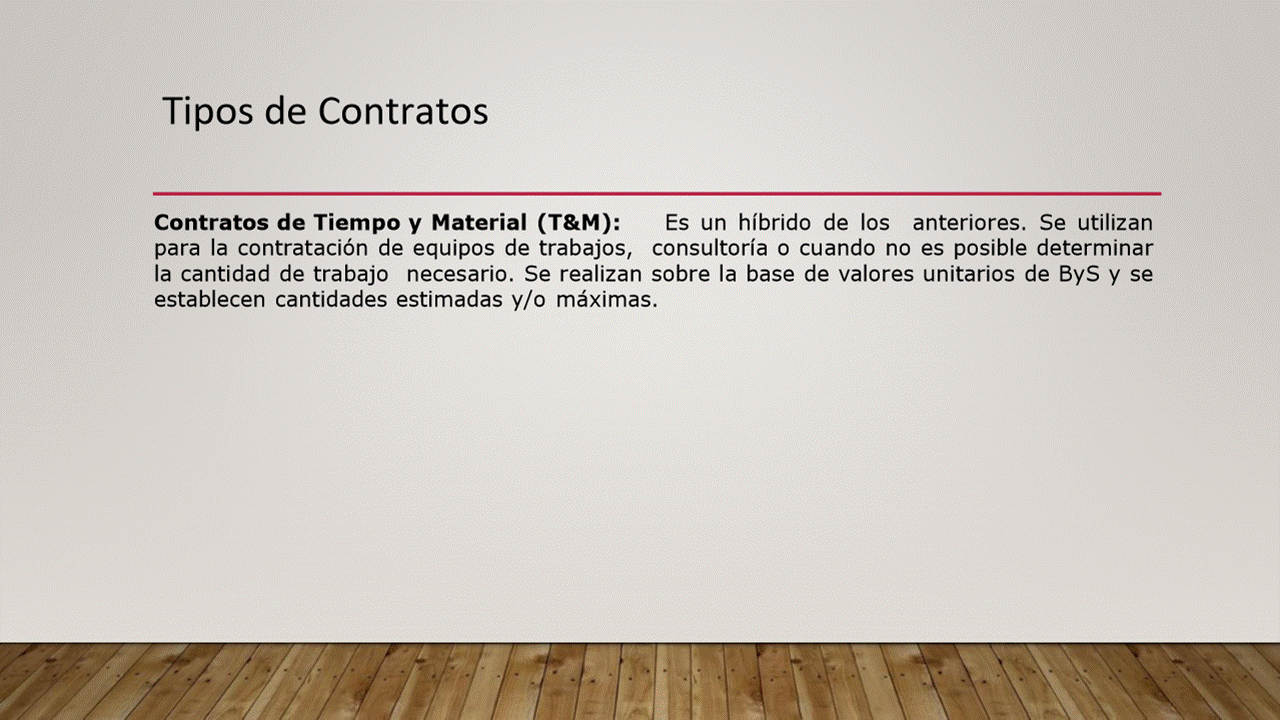 Tipos de Contratos
Contratos de Tiempo y Material (T&M): Es un híbrido de los anteriores. Se utilizan
para la contratación de equipos de trabajos, consultoría o cuando no es posible determinar
la cantidad de trabajo necesario. Se realizan sobre la base de valores unitarios de ByS y se
establecen cantidades estimadas y/o máximas.